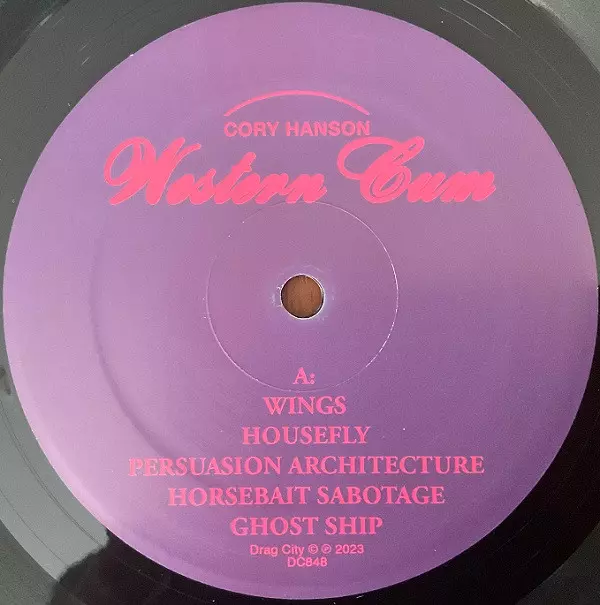 CORY HANSON
Western Cum
A:
WINGS
HOUSEFLY
PERSUASION ARCHITECTURE
HORSEBAIT SABOTAGE
GHOST SHIP
Drag City © ℗ 2023
DC848